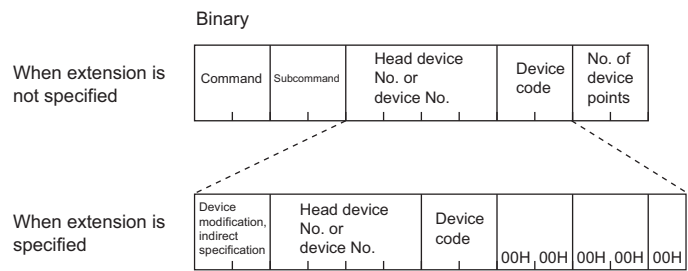 Binary
When extension is
not specified
Command
Subcommand
Head device
No. or
device No.
Device
code
No. of
device
points
When extension is
specified
Device
modification,
indirect
specification
Head device
No. or
device No.
Device
code
00H 00H 00H 00H 00H